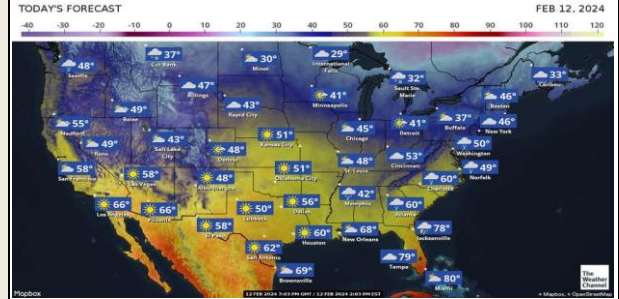 TODAY'S FORECAST
FEB 12, 2024
-40 -30 -20 -10 0 10 20 30 40 50 60 70 80 90 100 110 120
48°
Seattle
37°
Cut Bank
30°
Minot
29°
International
Falls
32°
Sault Ste
Marie
33°
Caribou
47°
Billings
43°
Rapid City
41°
Minneapolis
46°
Boston
55°
Medford
49°
Boise
45°
Chicago
41°
Detroit
37°
Buffalo
46°
New York
49°
Reno
43°
Salt Lake
City
48°
Denver
51°
Kansas City
48°
St. Louis
53°
Cincinnati
50°
Washington
58°
San Francisco
58°
Las Vegas
48°
Albuquerque
51°
Oklahoma City
42°
Memphis
60°
Charlotte
49°
Norfolk
66°
Los Angeles
66°
Phoenix
58°
El Paso
50°
Lubbock
56°
Dallas
60°
Atlanta
62°
San Antonio
60°
Houston
68°
New Orleans
78°
Jacksonville
69°
Brownsville
79°
Tampa
80°
Miami
The
Weather
Channel
Mapbox
12 FEB 2024 7:03 PM GMT / 12 FEB 2024 2:03 PM EST
© Mapbox, © OpenStreetMap